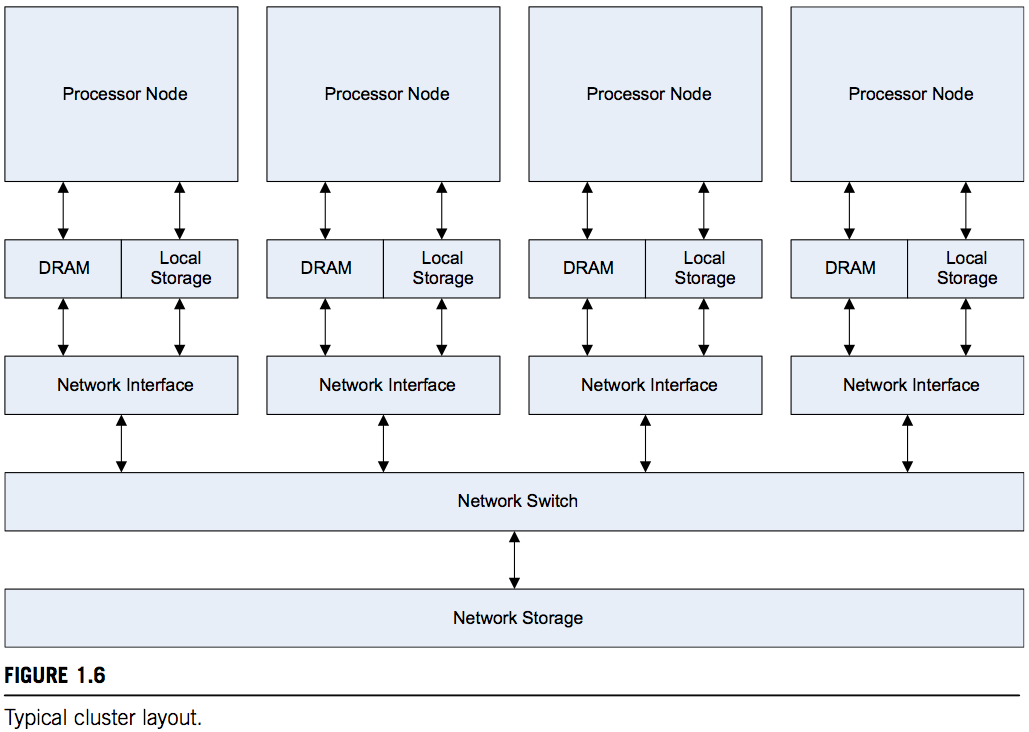 Processor Node
Processor Node
Processor Node
Processor Node
DRAM
Local
Storage
DRAM
Local
Storage
DRAM
Local
Storage
DRAM
Local
Storage
Network Interface
Network Interface
Network Interface
Network Interface
Network Switch
Network Storage
FIGURE 1.6
Typical cluster layout.